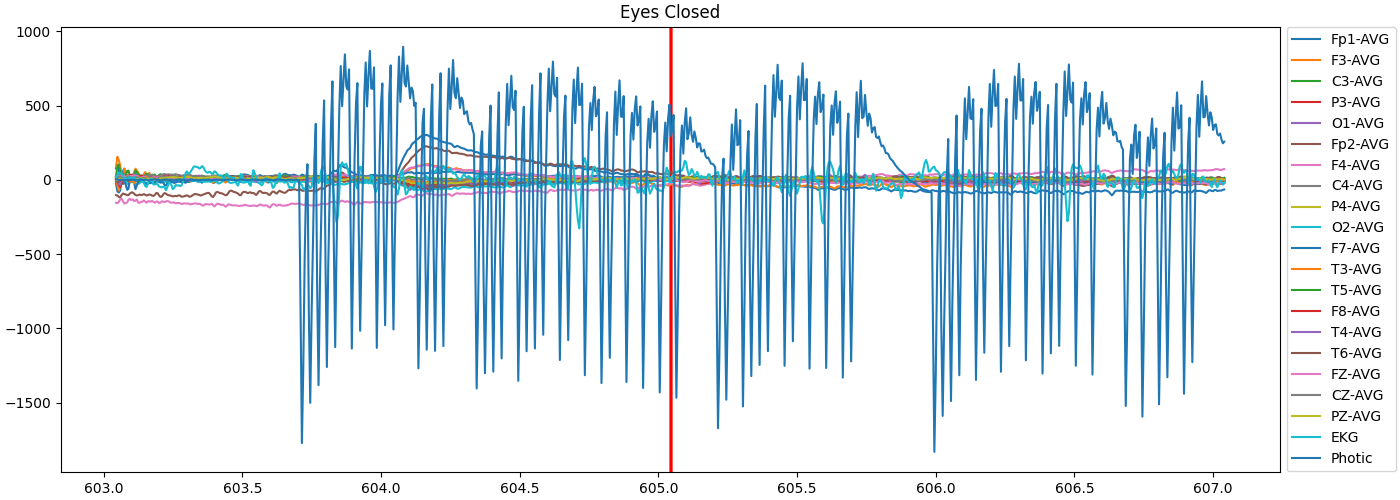 Eyes Closed
1000
500
0
−500
−1000
−1500
603.0 603.5 604.0 604.5 605.0 605.5 606.0 606.5 607.0
Fp1-AVG
F3-AVG
C3-AVG
P3-AVG
O1-AVG
Fp2-AVG
F4-AVG
C4-AVG
P4-AVG
O2-AVG
F7-AVG
T3-AVG
T5-AVG
F8-AVG
T4-AVG
T6-AVG
FZ-AVG
CZ-AVG
PZ-AVG
EKG
Photic